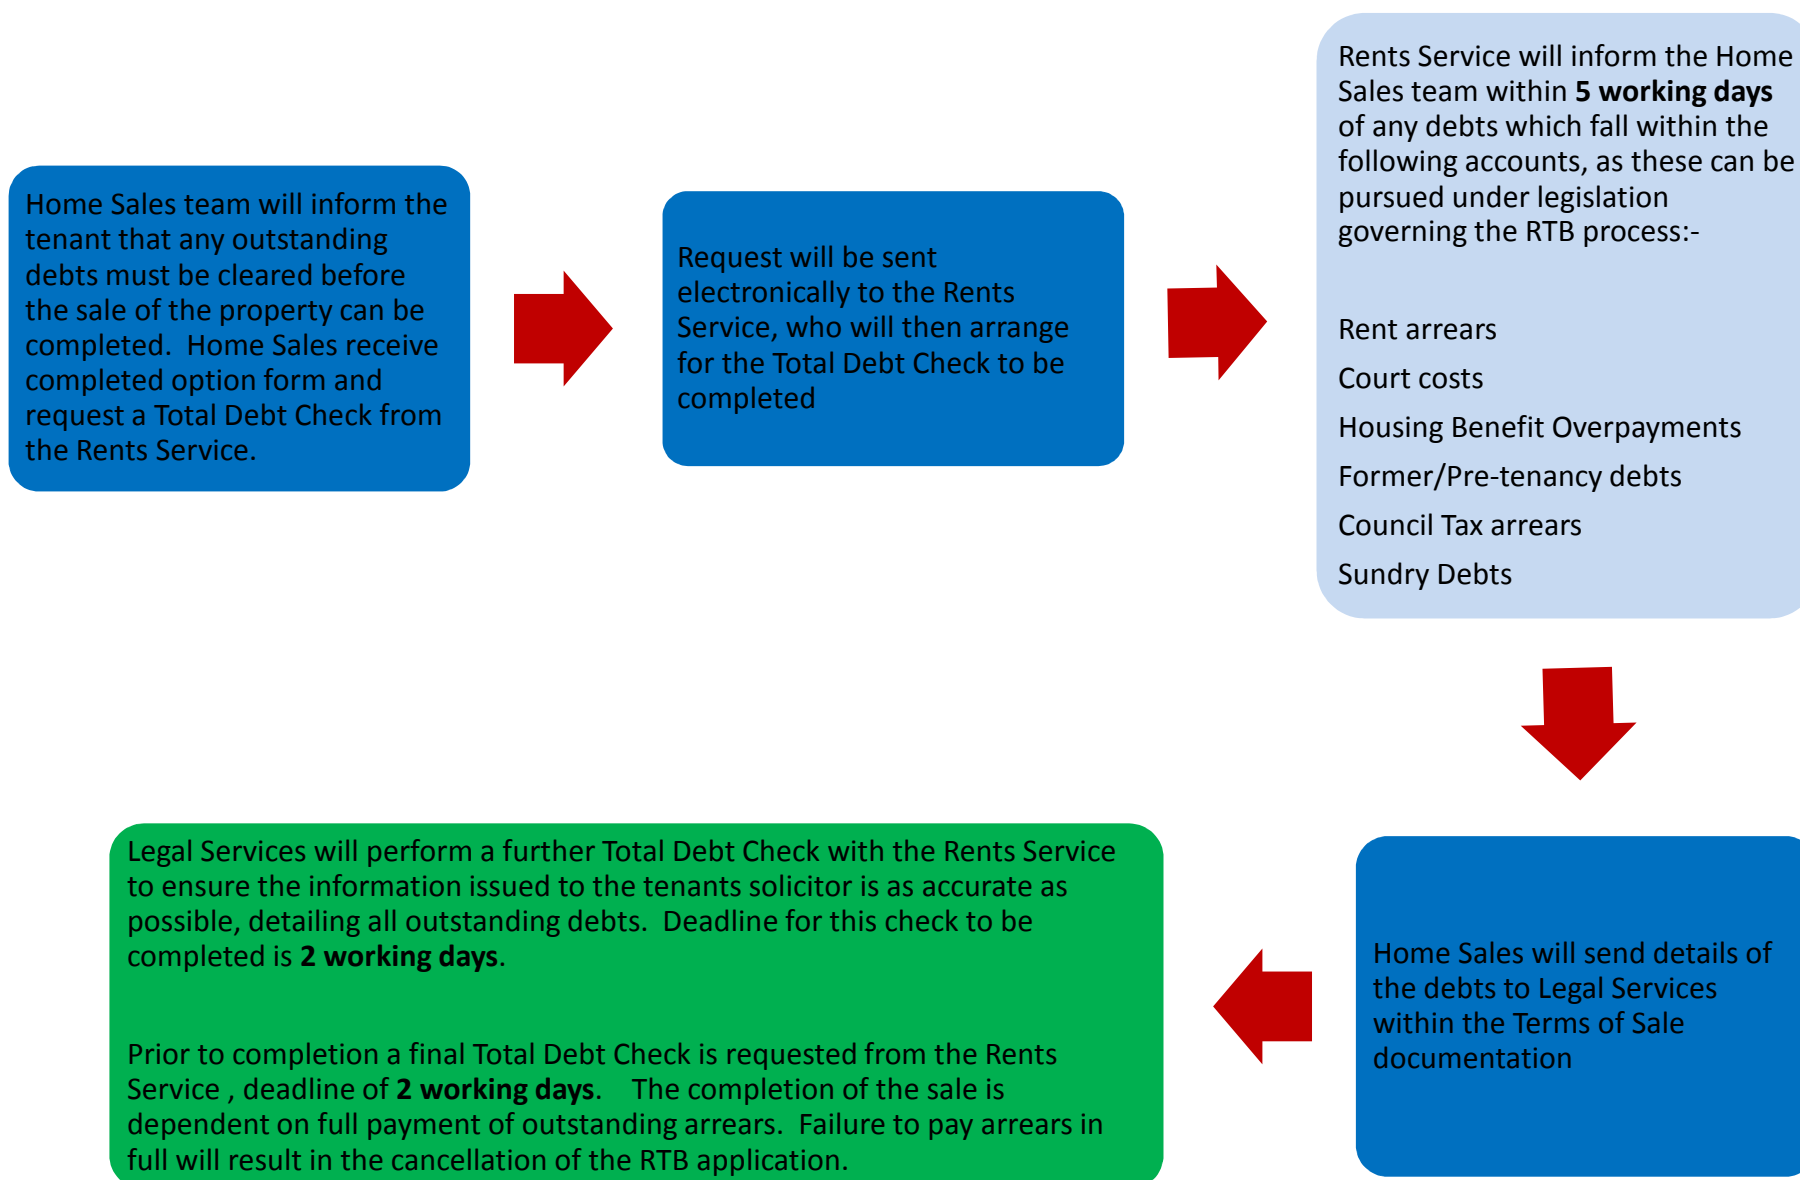 Home Sales team will inform the
tenant that any outstanding
debts must be cleared before
the sale of the property can be
completed.  Home Sales receive
completed option form and
request a Total Debt Check from
the Rents Service.
Request will be sent
electronically to the Rents
Service, who will then arrange
for the Total Debt Check to be
completed
Rents Service will inform the Home
Sales team within 5 working days
of any debts which fall within the
following accounts, as these can be
pursued under legislation
governing the RTB process:-
Rent arrears
Court costs
Housing Benefit Overpayments
Former/Pre-tenancy debts
Council Tax arrears
Sundry Debts
Home Sales will send details of
the debts to Legal Services
within the Terms of Sale
documentation
Legal Services will perform a further Total Debt Check with the Rents Service
to ensure the information issued to the tenants solicitor is as accurate as
possible, detailing all outstanding debts.  Deadline for this check to be
completed is 2 working days.
Prior to completion a final Total Debt Check is requested from the Rents
Service , deadline of 2 working days.    The completion of the sale is
dependent on full payment of outstanding arrears.  Failure to pay arrears in
full will result in the cancellation of the RTB application.